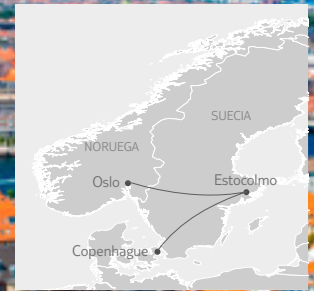 SUECIA
NORUEGA
Oslo
Estocolmo
Copenhague